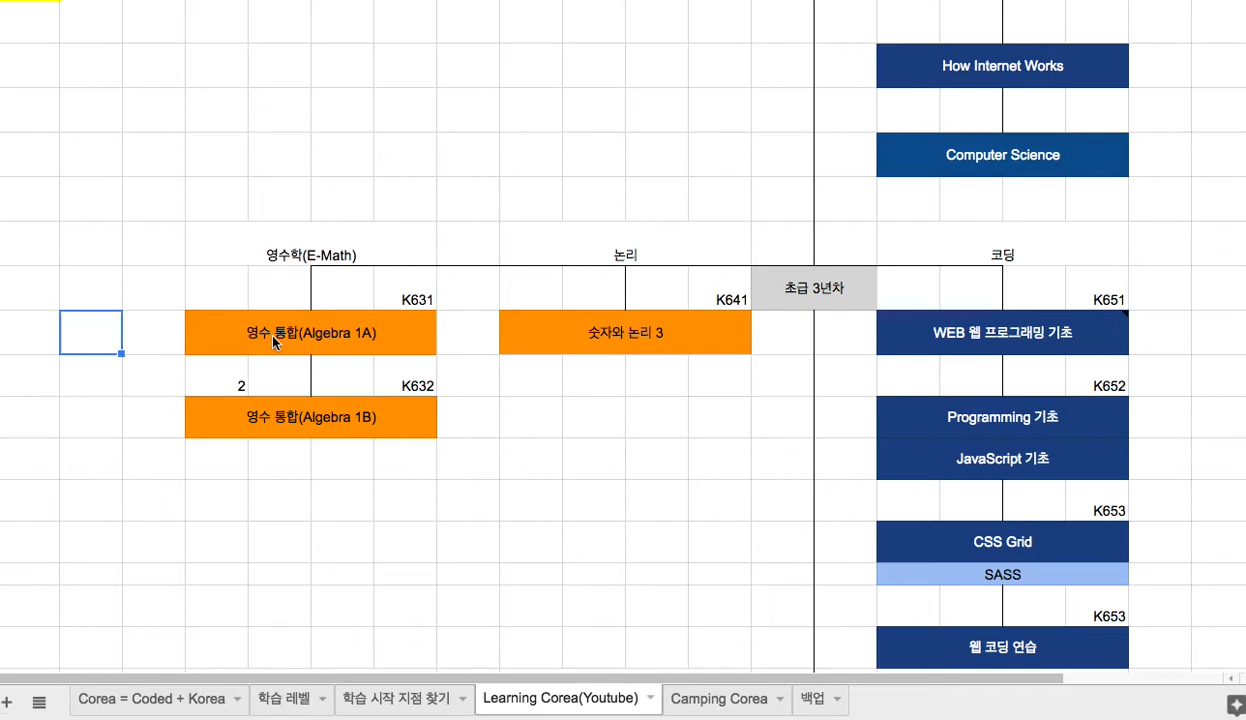 How Internet Works
Computer Science
영수학(E-Math)
논리
코딩
초급 3년차
K631
K641
K651
영수 통합(Algebra 1A)
숫자와 논리 3
WEB 웹 프로그래밍 기초
2
K632
K652
영수 통합(Algebra 1B)
Programming 기초
JavaScript 기초
K653
CSS Grid
SASS
K653
웹 코딩 연습
Corea = Coded + Korea
학습 레벨
학습 시작 지점 찾기
Learning Corea(Youtube)
Camping Corea
백업